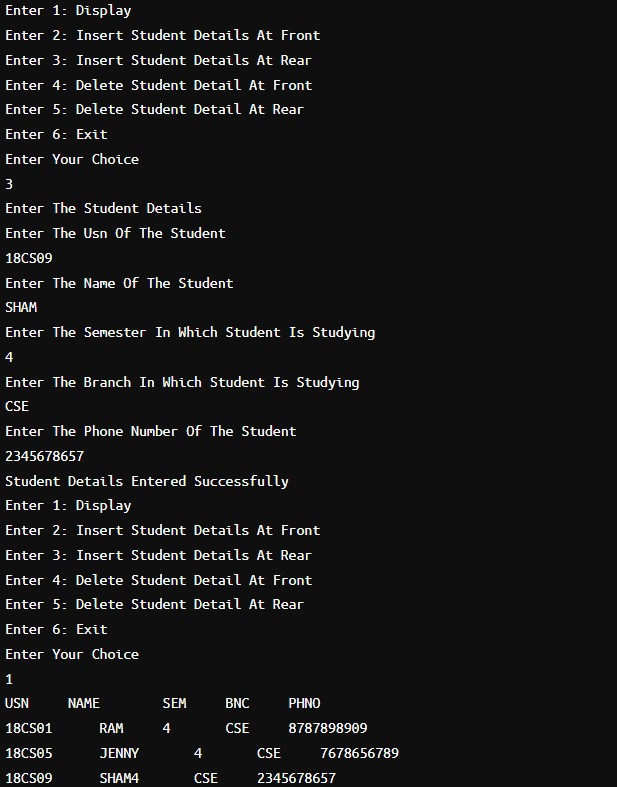 Enter 1: Display
Enter 2: Insert Student Details At Front
Enter 3: Insert Student Details At Rear
Enter 4: Delete Student Detail At Front
Enter 5: Delete Student Detail At Rear
Enter 6: Exit
Enter Your Choice
3
Enter The Student Details
Enter The Usn Of The Student
18CS09
Enter The Name Of The Student
SHAM
Enter The Semester In Which Student Is Studying
4
Enter The Branch In Which Student Is Studying
CSE
Enter The Phone Number Of The Student
2345678657
Student Details Entered Successfully
Enter 1: Display
Enter 2: Insert Student Details At Front
Enter 3: Insert Student Details At Rear
Enter 4: Delete Student Detail At Front
Enter 5: Delete Student Detail At Rear
Enter 6: Exit
Enter Your Choice
1
USN     NAME        SEM     BNC     PHNO
18CS01      RAM     4       CSE     8787898909
18CS05      JENNY       4       CSE     7678656789
18CS09      SHAM4       CSE     2345678657